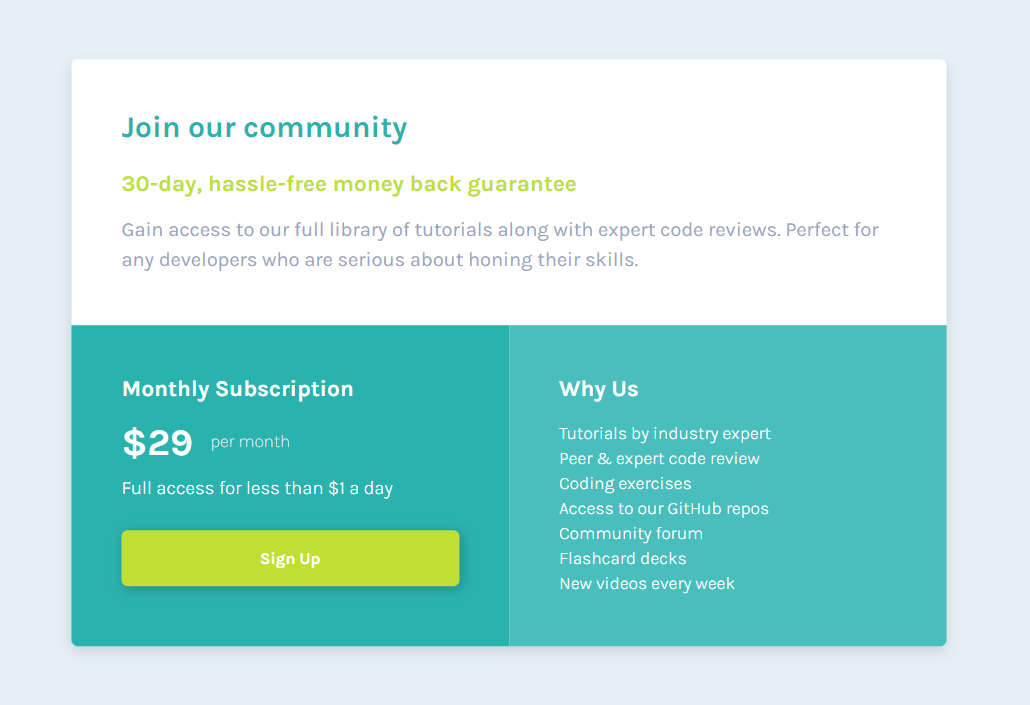 Join our community
30-day, hassle-free money back guarantee
Gain access to our full library of tutorials along with expert code reviews. Perfect for
any developers who are serious about honing their skills.
Monthly Subscription
$29 per month
Full access for less than $1 a day
Sign Up
Why Us
Tutorials by industry expert
Peer & expert code review
Coding exercises
Access to our GitHub repos
Community forum
Flashcard decks
New videos every week